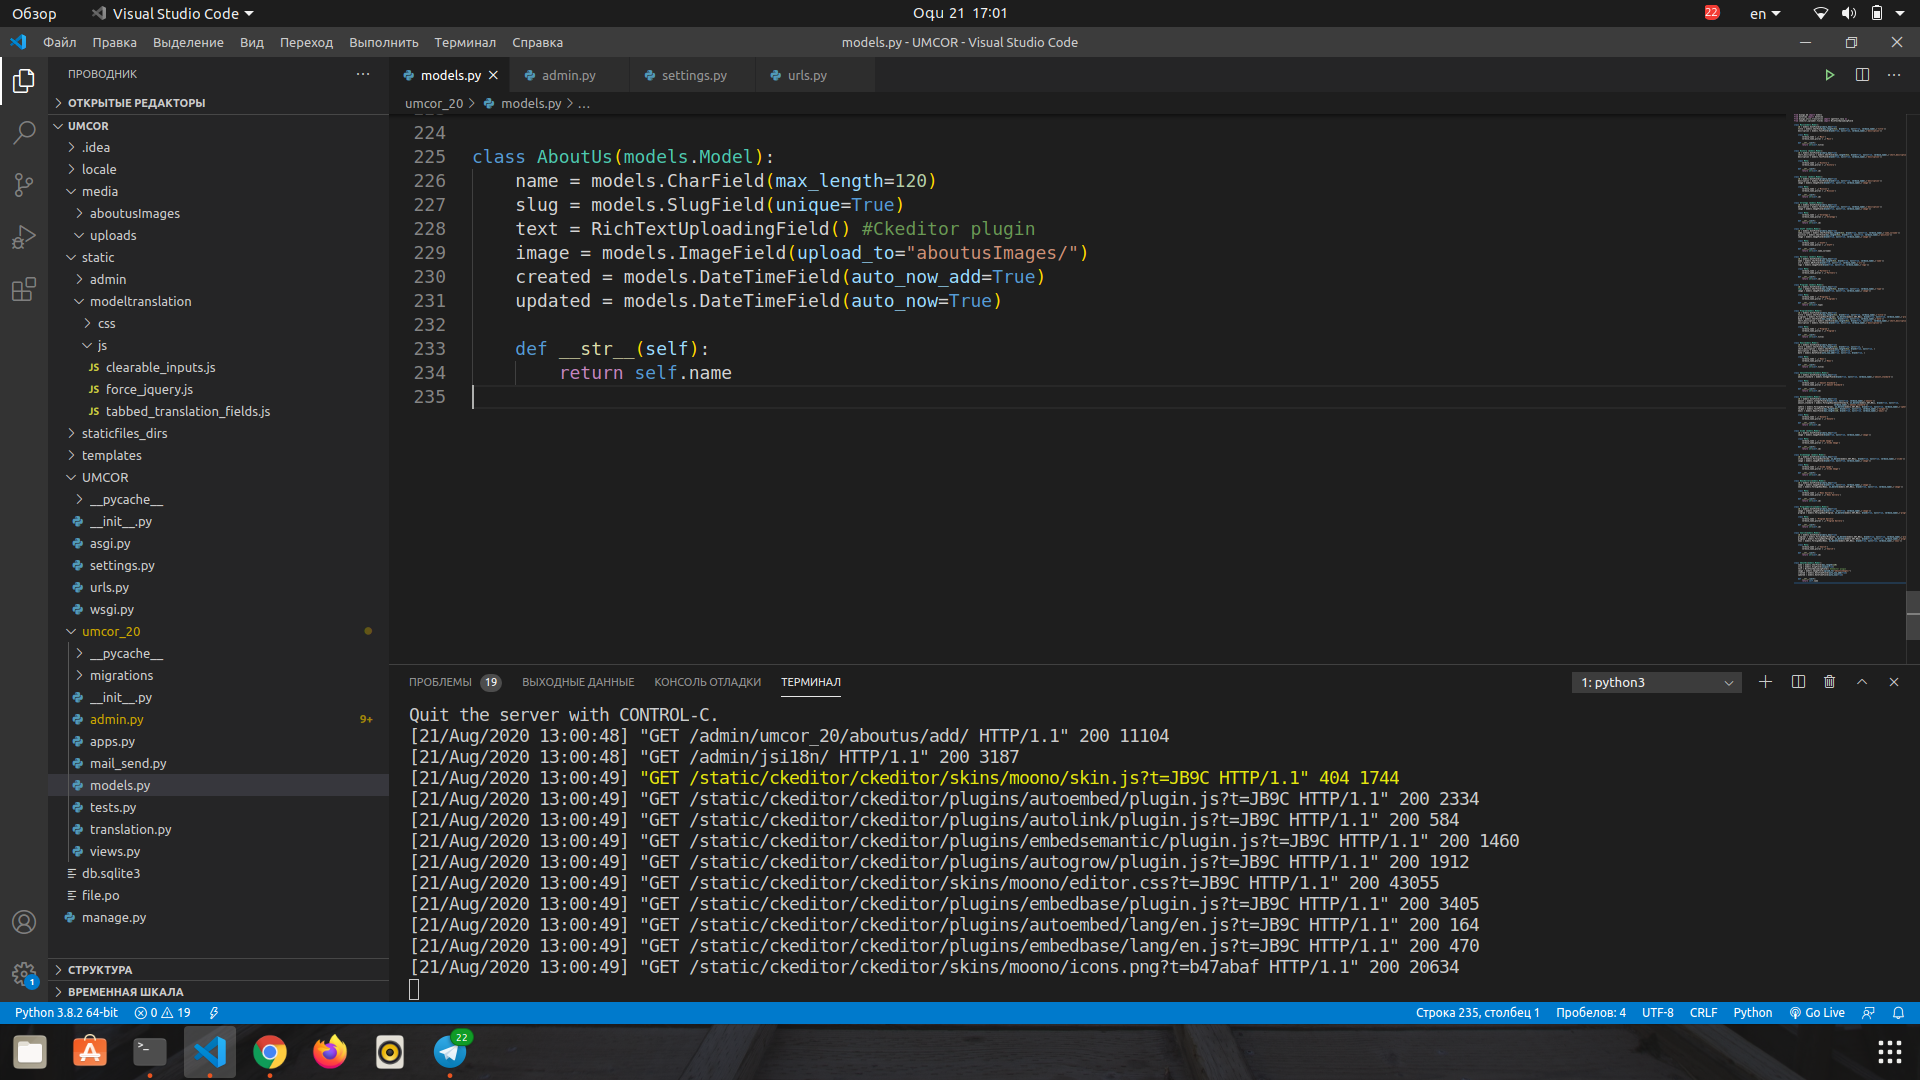 Обзор
Visual Studio Code
Oqu 21 17:01
22
en
Файл Правка Выделение Вид Переход Выполнить Терминал Справка
models.py - UMCOR - Visual Studio Code
ПРОВОДНИК
ОТКРЫТЫЕ РЕДАКТОРЫ
UMCOR
.idea
locale
media
aboutusImages
uploads
static
admin
modeltranslation
css
js
JS clearable_inputs.js
JS force_jquery.js
JS tabbed_translation_fields.js
staticfiles_dirs
templates
UMCOR
__pycache__
__init__.py
asgi.py
settings.py
urls.py
wsgi.py
umcor_20
__pycache__
migrations
__init__.py
admin.py 9+
apps.py
mail_send.py
models.py
tests.py
translation.py
views.py
db.sqlite3
file.po
manage.py
СТРУКТУРА
ВРЕМЕННАЯ ШКАЛА
models.py admin.py settings.py urls.py
umcor_20 > models.py > ...
224
225 class AboutUs(models.Model):
226 name = models.CharField(max_length=120)
227 slug = models.SlugField(unique=True)
228 text = RichTextUploadingField() #Ckeditor plugin
229 image = models.ImageField(upload_to="aboutusImages/")
230 created = models.DateTimeField(auto_now_add=True)
231 updated = models.DateTimeField(auto_now=True)
232
233 def __str__(self):
234 return self.name
235
ПРОБЛЕМЫ 19 ВЫХОДНЫЕ ДАННЫЕ КОНСОЛЬ ОТЛАДКИ ТЕРМИНАЛ
1: python3
Quit the server with CONTROL-C.
[21/Aug/2020 13:00:48] "GET /admin/umcor_20/aboutus/add/ HTTP/1.1" 200 11104
[21/Aug/2020 13:00:48] "GET /admin/jsi18n/ HTTP/1.1" 200 3187
[21/Aug/2020 13:00:49] "GET /static/ckeditor/ckeditor/skins/moono/skin.js?t=JB9C HTTP/1.1" 404 1744
[21/Aug/2020 13:00:49] "GET /static/ckeditor/ckeditor/plugins/autoembed/plugin.js?t=JB9C HTTP/1.1" 200 2334
[21/Aug/2020 13:00:49] "GET /static/ckeditor/ckeditor/plugins/autolink/plugin.js?t=JB9C HTTP/1.1" 200 584
[21/Aug/2020 13:00:49] "GET /static/ckeditor/ckeditor/plugins/embedsemantic/plugin.js?t=JB9C HTTP/1.1" 200 1460
[21/Aug/2020 13:00:49] "GET /static/ckeditor/ckeditor/plugins/autogrow/plugin.js?t=JB9C HTTP/1.1" 200 1912
[21/Aug/2020 13:00:49] "GET /static/ckeditor/ckeditor/skins/moono/editor.css?t=JB9C HTTP/1.1" 200 43055
[21/Aug/2020 13:00:49] "GET /static/ckeditor/ckeditor/plugins/embedbase/plugin.js?t=JB9C HTTP/1.1" 200 3405
[21/Aug/2020 13:00:49] "GET /static/ckeditor/ckeditor/plugins/autoembed/lang/en.js?t=JB9C HTTP/1.1" 200 164
[21/Aug/2020 13:00:49] "GET /static/ckeditor/ckeditor/plugins/embedbase/lang/en.js?t=JB9C HTTP/1.1" 200 470
[21/Aug/2020 13:00:49] "GET /static/ckeditor/ckeditor/skins/moono/icons.png?t=b47abaf HTTP/1.1" 200 20634
1
Python 3.8.2 64-bit 0 19
Строка 235, столбец 1 Пробелов: 4 UTF-8 CRLF Python Go Live
22